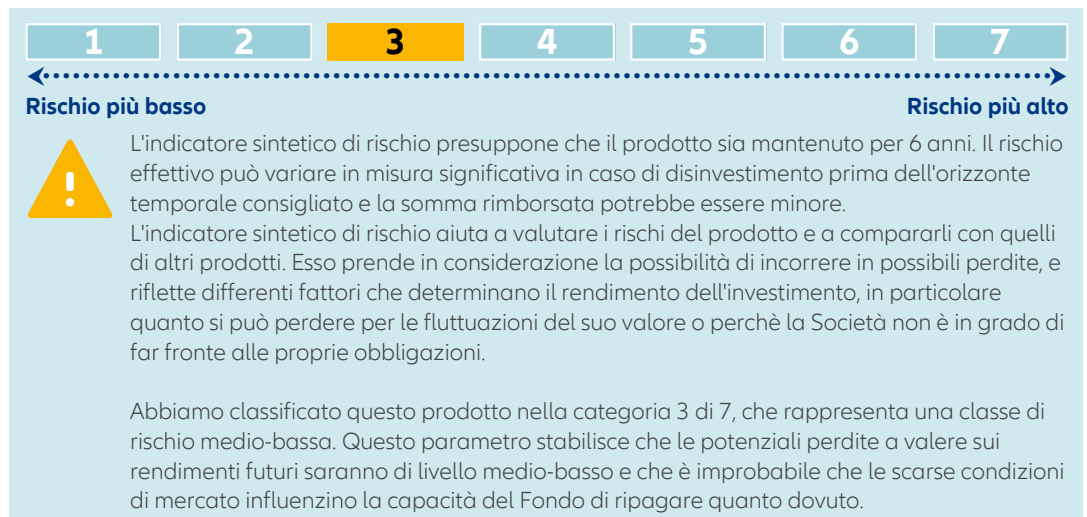 1 2 3 4 5 6 7
Rischio più basso Rischio più alto
L'indicatore sintetico di rischio presuppone che il prodotto sia mantenuto per 6 anni. Il rischio
effettivo può variare in misura significativa in caso di disinvestimento prima dell'orizzonte
temporale consigliato e la somma rimborsata potrebbe essere minore.
L'indicatore sintetico di rischio aiuta a valutare i rischi del prodotto e a compararli con quelli
di altri prodotti. Esso prende in considerazione la possibilità di incorrere in possibili perdite, e
riflette differenti fattori che determinano il rendimento dell'investimento, in particolare
quanto si può perdere per le fluttuazioni del suo valore o perchè la Società non è in grado di
far fronte alle proprie obbligazioni.
Abbiamo classificato questo prodotto nella categoria 3 di 7, che rappresenta una classe di
rischio medio-bassa. Questo parametro stabilisce che le potenziali perdite a valere sui
rendimenti futuri saranno di livello medio-basso e che è improbabile che le scarse condizioni
di mercato influenzino la capacità del Fondo di ripagare quanto dovuto.